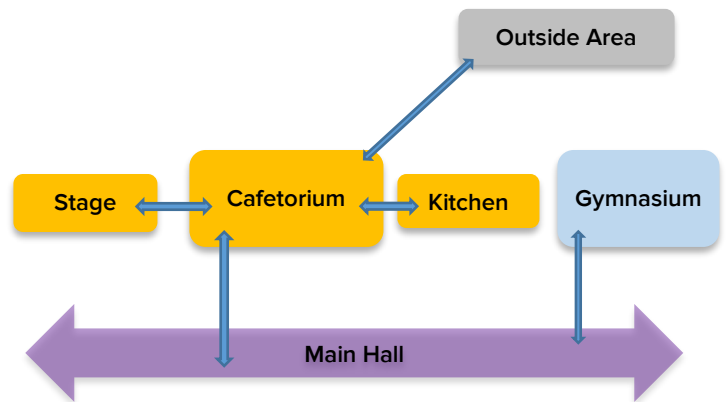 Outside Area
Stage
Cafetorium
Kitchen
Gymnasium
Main Hall